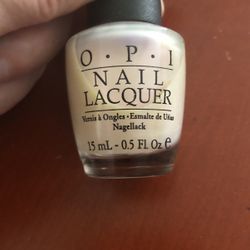 O P I
NAIL
LACQUER
Vernis à Ongles - Esmalte de Uñas
Nagellack
15 mL - 0.5 Fl. Oz e